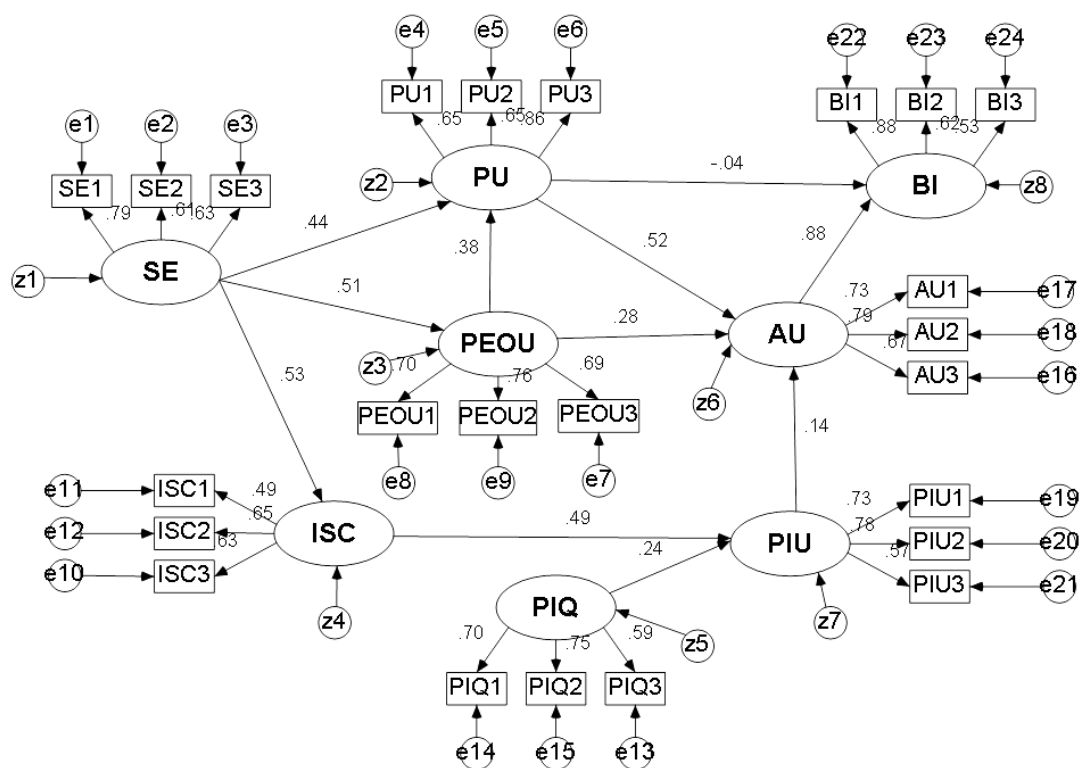 e4 e5 e6
e22 e23 e24
PU1 PU2 PU3
BI1 BI2 BI3
.65 .65 .86
.88 .62 .53
e1 e2 e3
SE1 SE2 SE3
.79 .61 .63
z2 PU -.04 BI z8
z1 SE .44 .38 .52 .88
.51
PEOU .28 AU
z3 .70 .76 .69 z6
.73 AU1 e17
.79 AU2 e18
.67 AU3 e16
PEOU1 PEOU2 PEOU3
e8 e9 e7
.53
.14
e11 ISC1 .49
e12 ISC2 .65
e10 ISC3 .63
ISC .49 PIU
z4 .24 z7
.73 PIU1 e19
.78 PIU2 e20
.57 PIU3 e21
PIQ z5
.70 .75 .59
PIQ1 PIQ2 PIQ3
e14 e15 e13